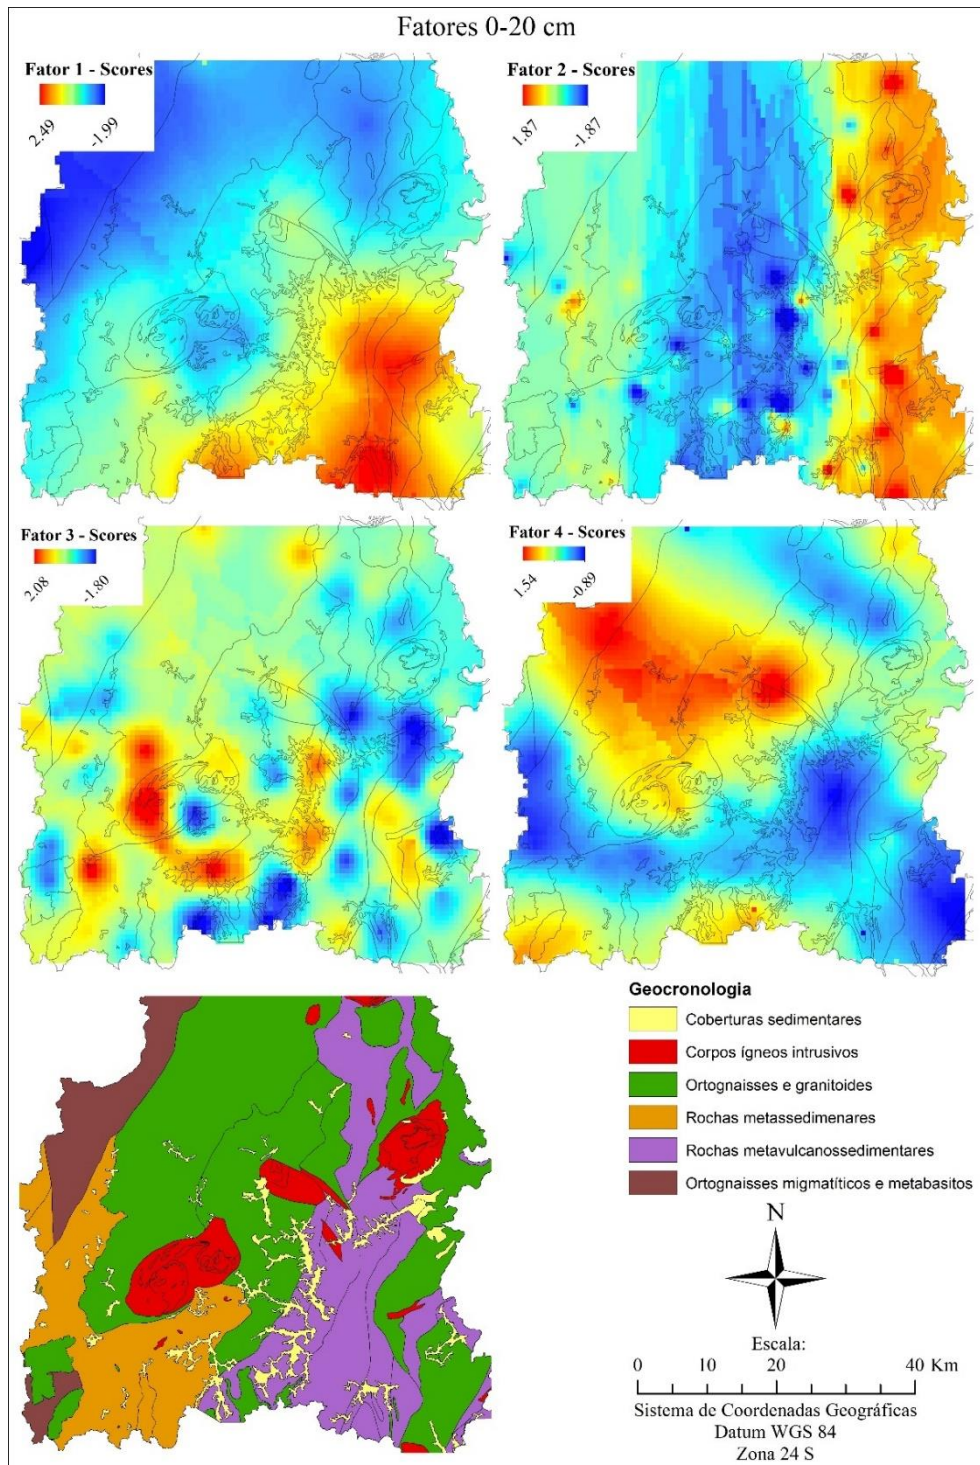 Fatores 0-20 cm
Fator 1 - Scores
2.49
-1.99
Fator 2 - Scores
1.87
-1.87
Fator 3 - Scores
2.08
-1.80
Fator 4 - Scores
1.54
-0.89
Geocronologia
Coberturas sedimentares
Corpos ígneos intrusivos
Ortognaisses e granitoides
Rochas metassedimenares
Rochas metavulcanossedimentares
Ortognaisses migmatíticos e metabasitos
N
Escala:
0 10 20 40 Km
Sistema de Coordenadas Geográficas
Datum WGS 84
Zona 24 S